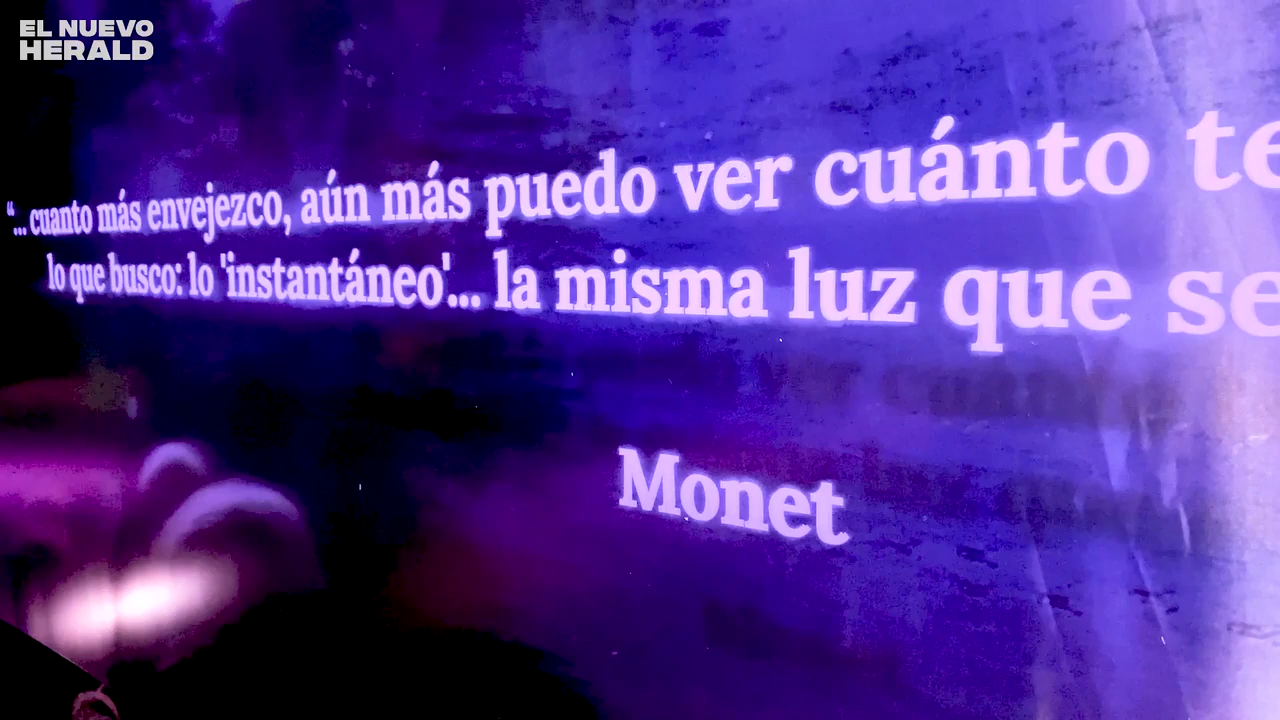 EL NUEVO
HERALD
“... cuanto más envejezco, aún más puedo ver cuánto te
lo que busco: lo 'instantáneo'... la misma luz que se
Monet